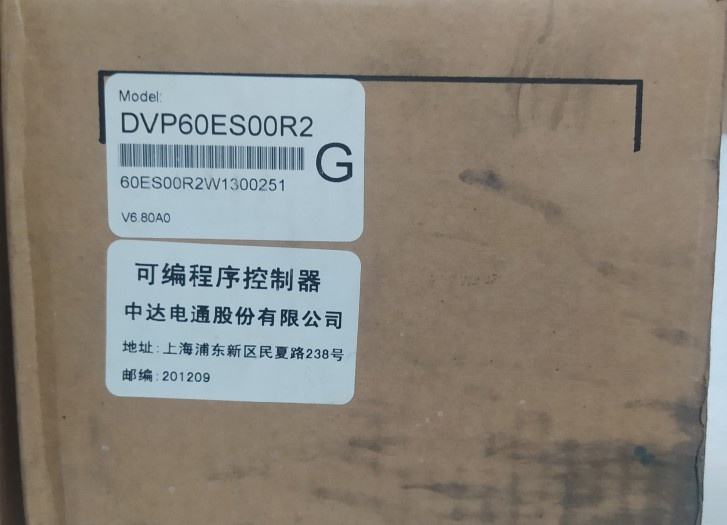 Model:
DVP60ES00R2
G
60ES00R2W1300251
V6.80A0
可编程序控制器
中达电通股份有限公司
地址:上海浦东新区民夏路238号
邮编:201209